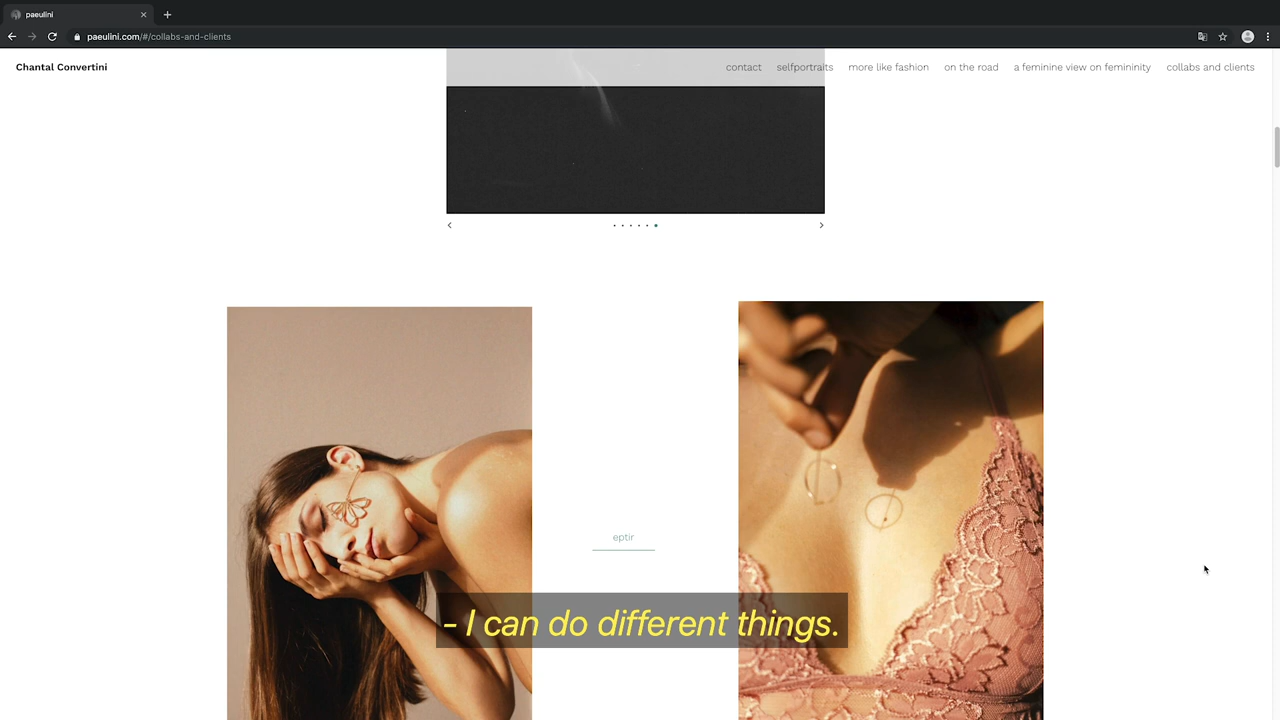 paeulini
paeulini.com/#/collabs-and-clients
Chantal Convertini
contact selfportraits more like fashion on the road a feminine view on femininity collabs and clients
eptir
- I can do different things.